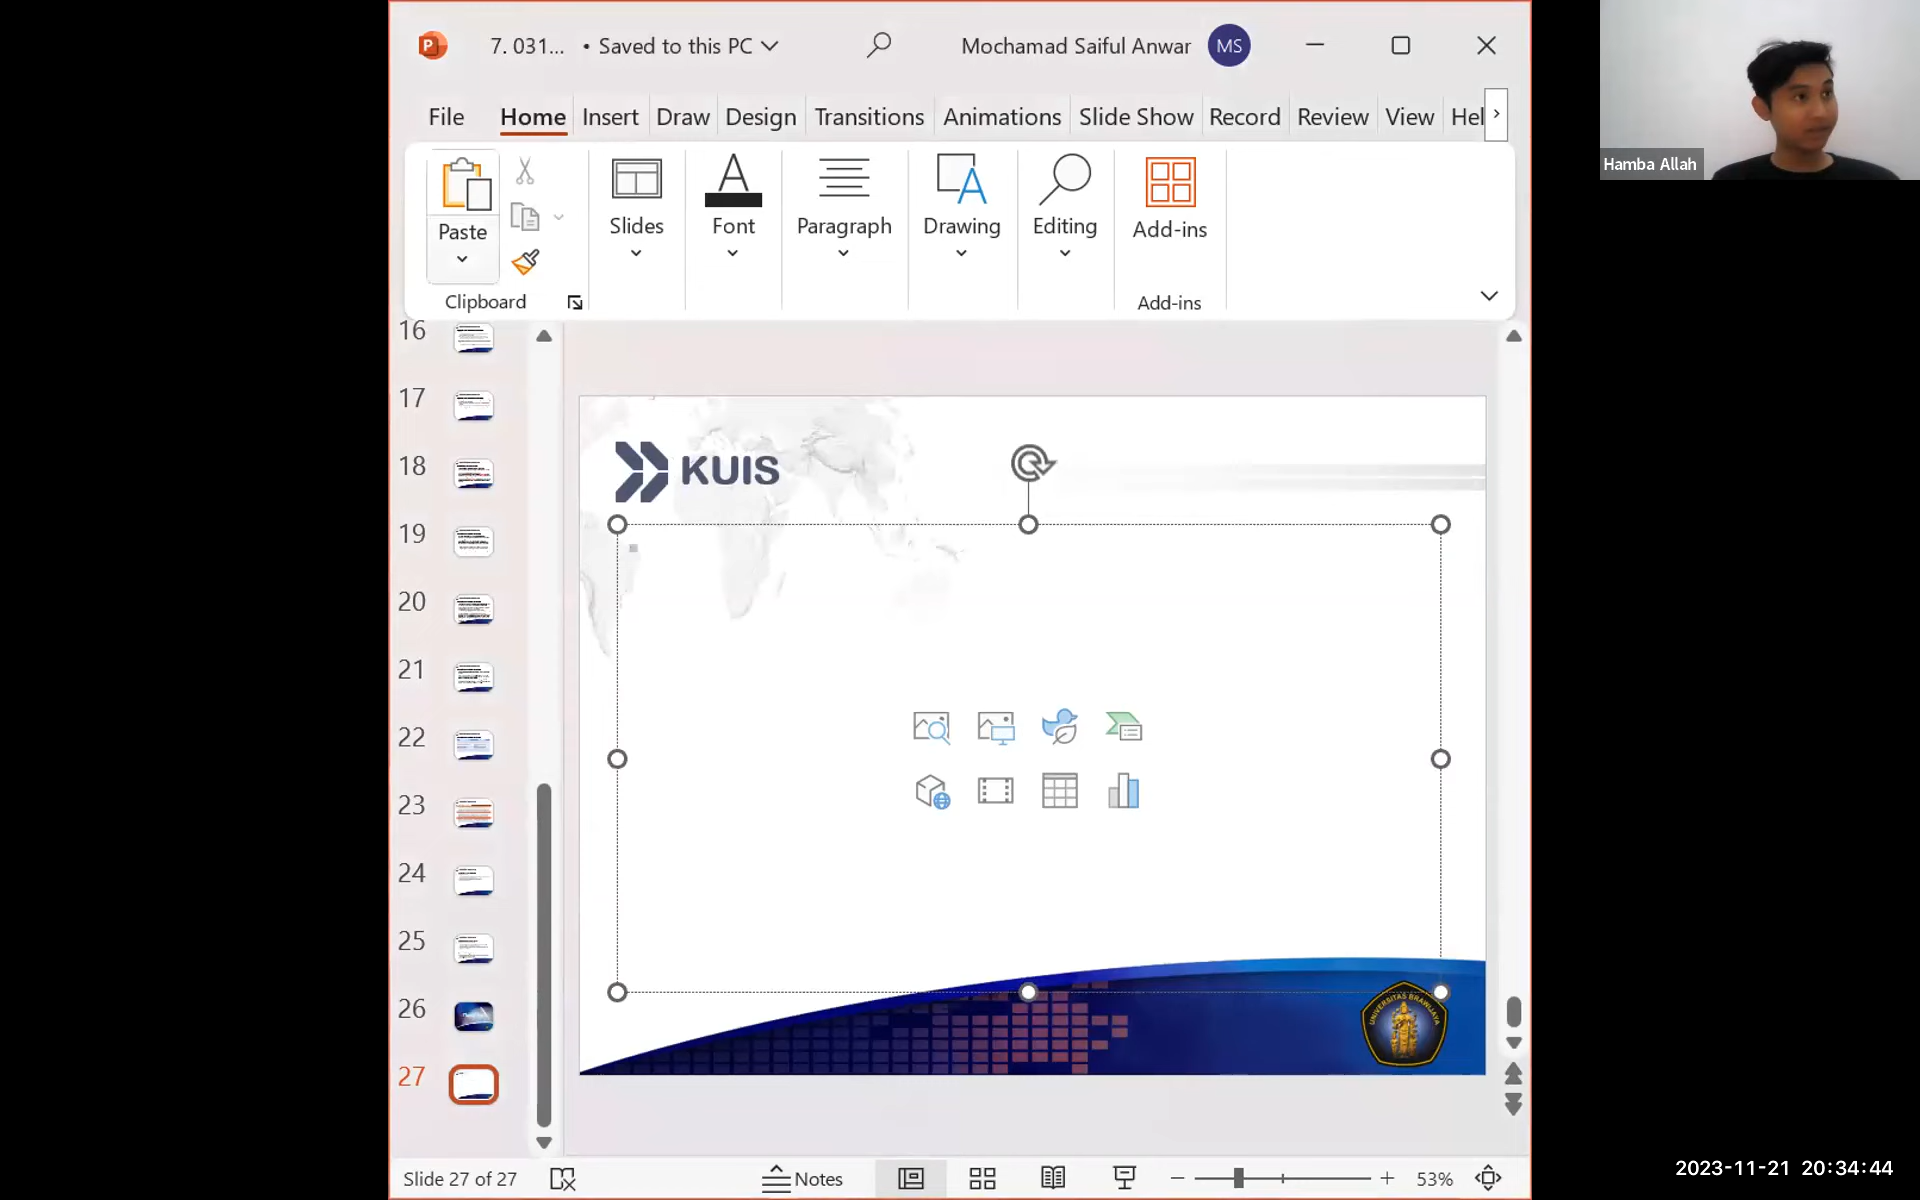 7. 031... • Saved to this PC
Mochamad Saiful Anwar MS
File Home Insert Draw Design Transitions Animations Slide Show Record Review View Hel
Paste
Slides
Font
Paragraph
Drawing
Editing
Add-ins
Clipboard
Add-ins
16
17
18
19
20
21
22
23
24
25
26
27
KUIS
UNIVERSITAS BRAWIJAYA
Slide 27 of 27
Notes
53%
Hamba Allah
2023-11-21 20:34:44